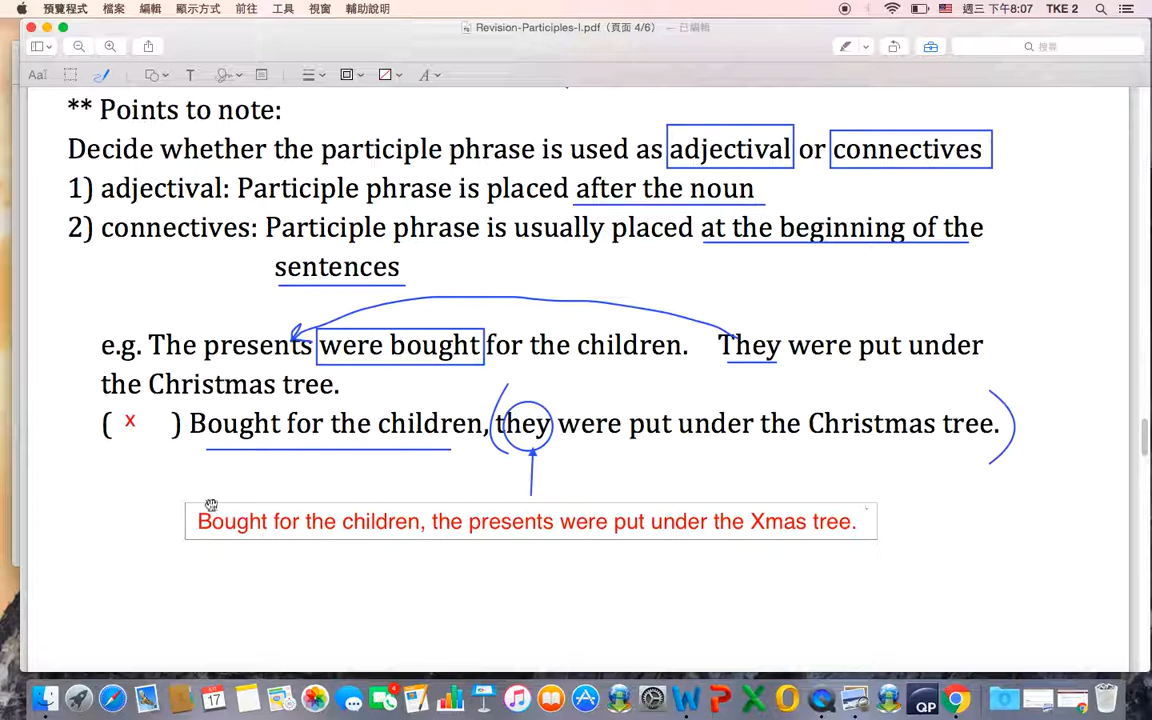 預覽程式 檔案 編輯 顯示方式 前往 工具 視窗 輔助說明 週三 下午8:07 TKE 2
Revision-Participles-I.pdf (頁面 4/6) — 已編輯
搜尋
** Points to note:
Decide whether the participle phrase is used as adjectival or connectives
1) adjectival: Participle phrase is placed after the noun
2) connectives: Participle phrase is usually placed at the beginning of the
sentences
e.g. The presents were bought for the children. They were put under
the Christmas tree.
( x ) Bought for the children, they were put under the Christmas tree.
Bought for the children, the presents were put under the Xmas tree.
17
4
QP